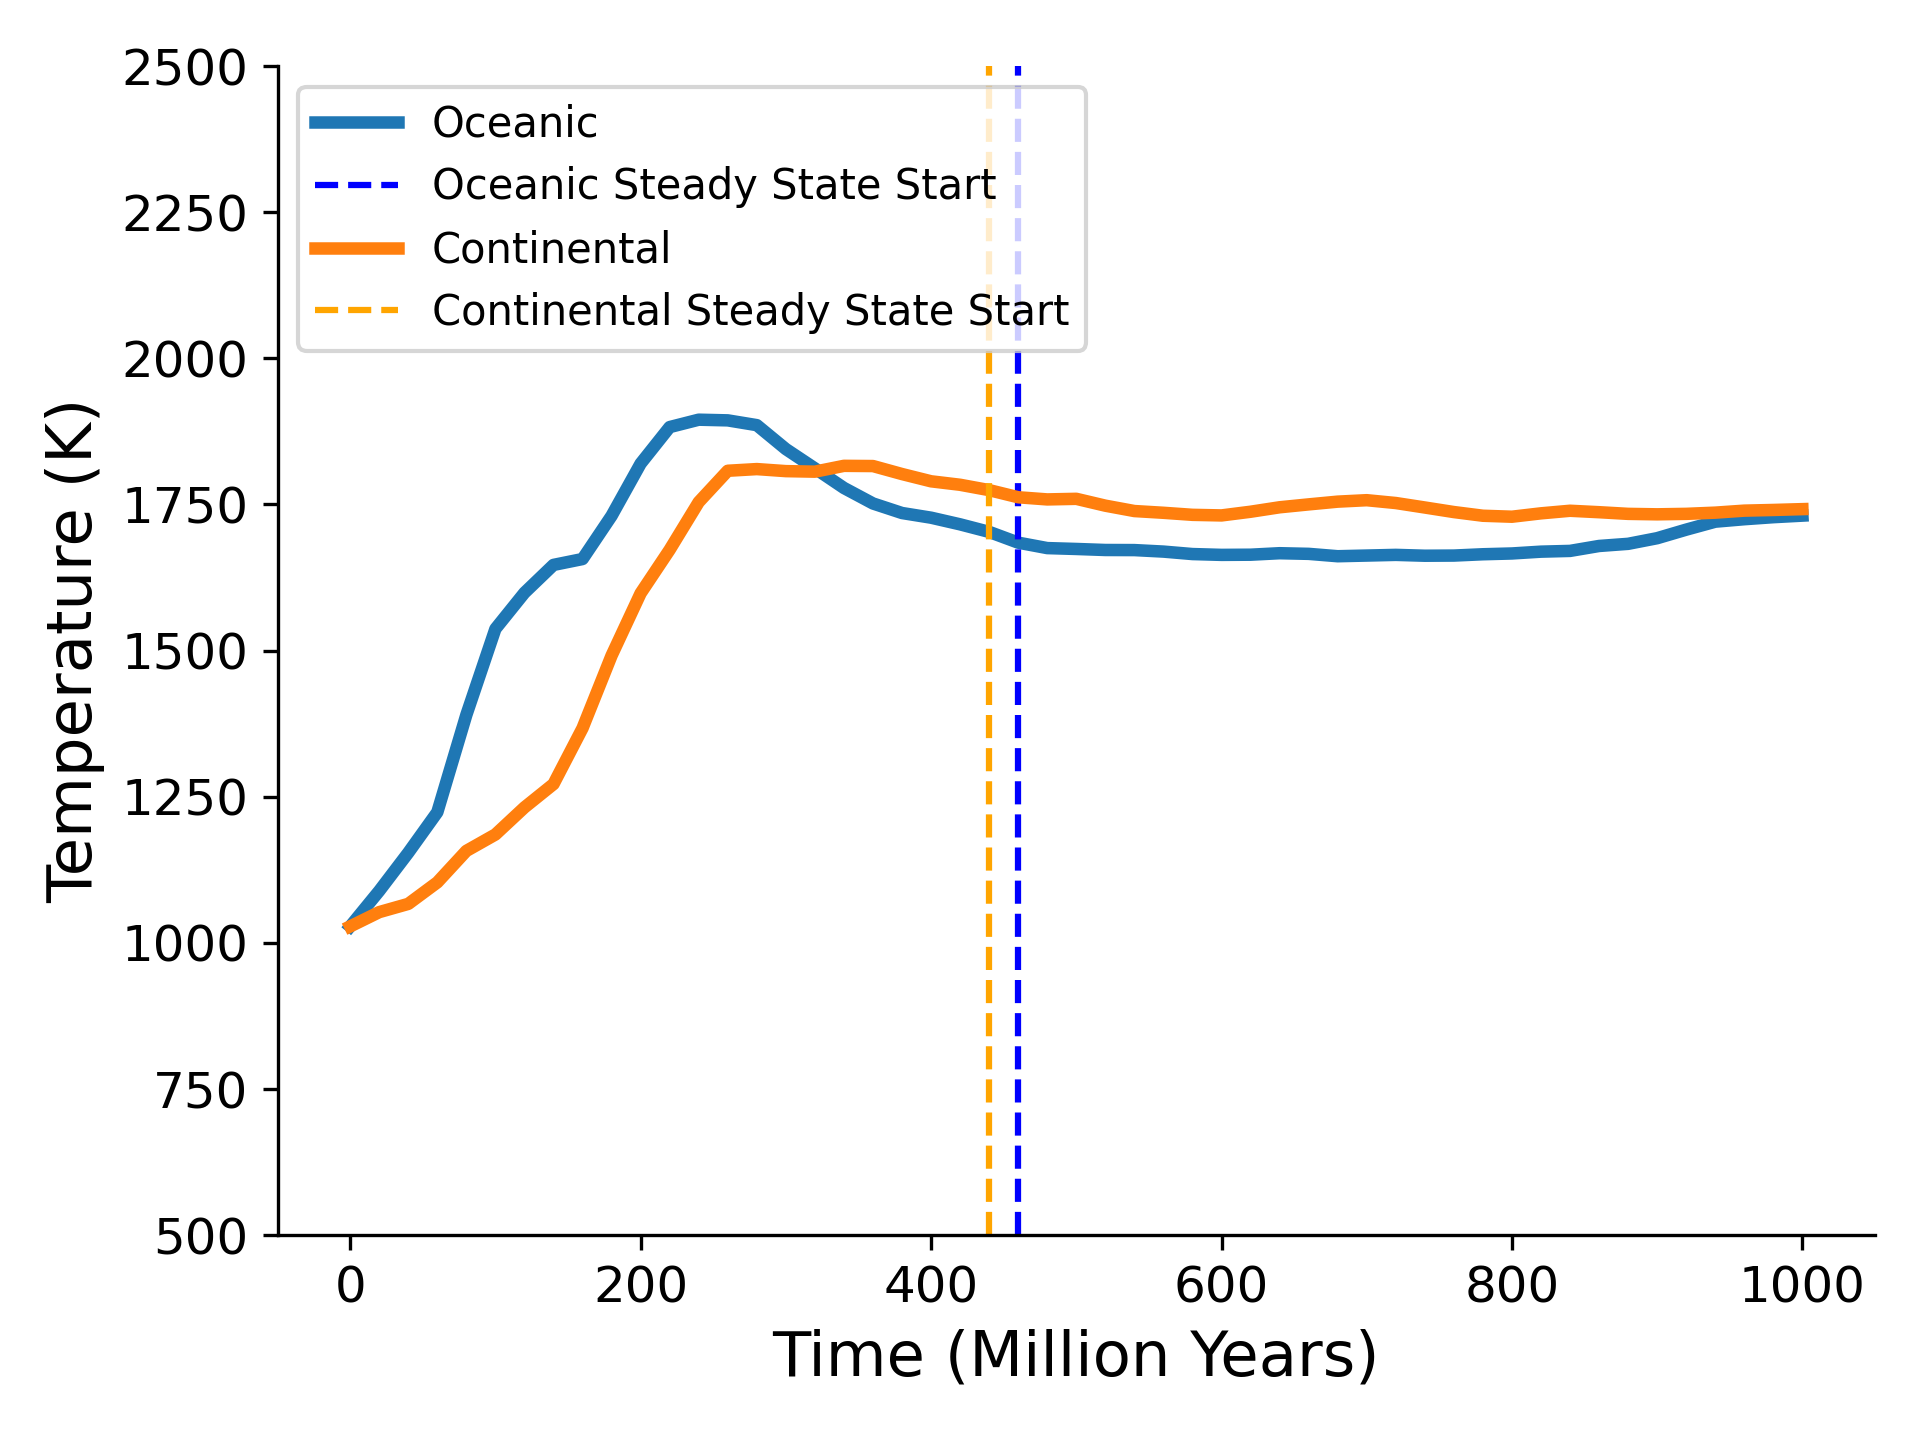 2500
2250
2000
1750
1500
1250
1000
750
500
Temperature (K)
Oceanic
Oceanic Steady State Start
Continental
Continental Steady State Start
0 200 400 600 800 1000
Time (Million Years)